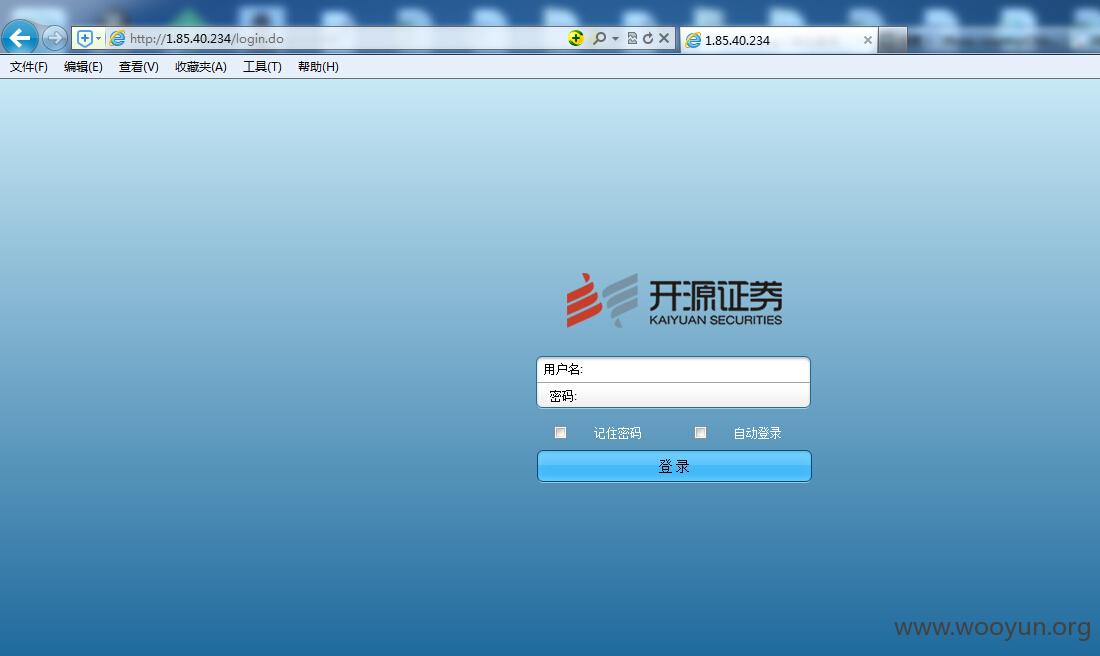 http://1.85.40.234/login.do
1.85.40.234
文件(F) 编辑(E) 查看(V) 收藏夹(A) 工具(T) 帮助(H)
开源证券
KAIYUAN SECURITIES
用户名:
密码:
记住密码 自动登录
登 录
www.wooyun.org